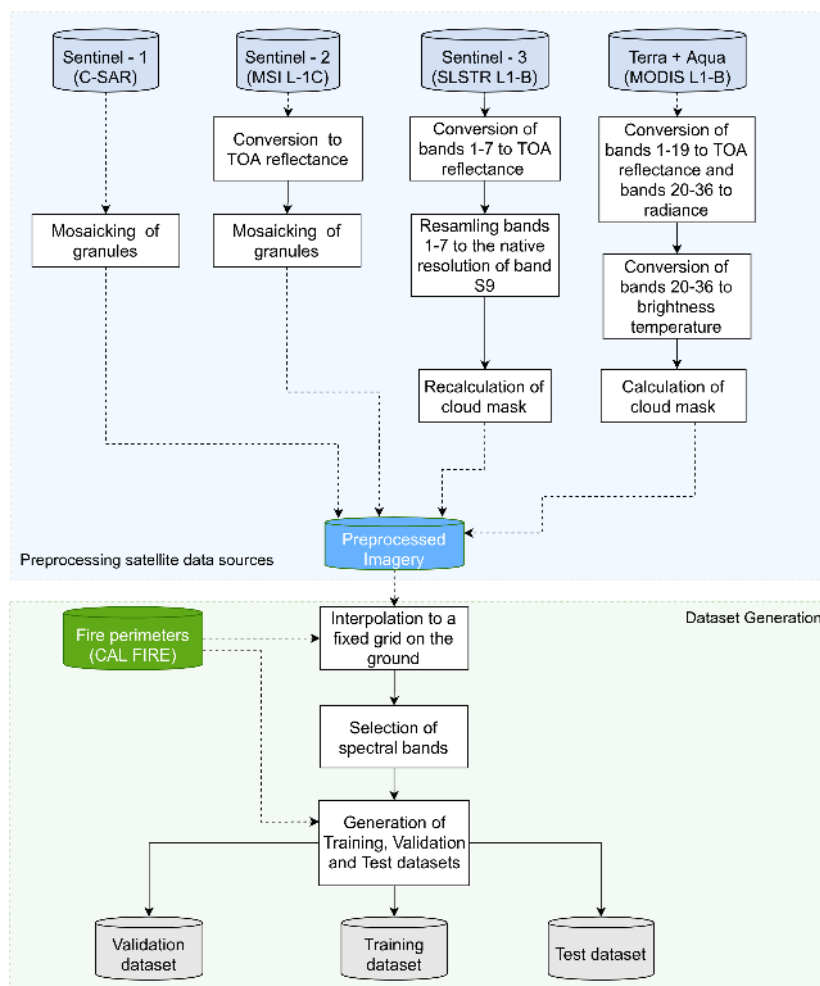 Sentinel - 1
(C-SAR)
Sentinel - 2
(MSI L-1C)
Sentinel - 3
(SLSTR L1-B)
Terra + Aqua
(MODIS L1-B)
Conversion to
TOA reflectance
Conversion of
bands 1-7 to TOA
reflectance
Conversion of
bands 1-19 to TOA
reflectance and
bands 20-36 to
radiance
Mosaicking of
granules
Mosaicking of
granules
Resamling bands
1-7 to the native
resolution of band
S9
Conversion of
bands 20-36 to
brightness
temperature
Recalculation of
cloud mask
Calculation of
cloud mask
Preprocessed
Imagery
Preprocessing satellite data sources
Dataset Generation
Fire perimeters
(CAL FIRE)
Interpolation to a
fixed grid on the
ground
Selection of
spectral bands
Generation of
Training, Validation
and Test datasets
Validation
dataset
Training
dataset
Test dataset